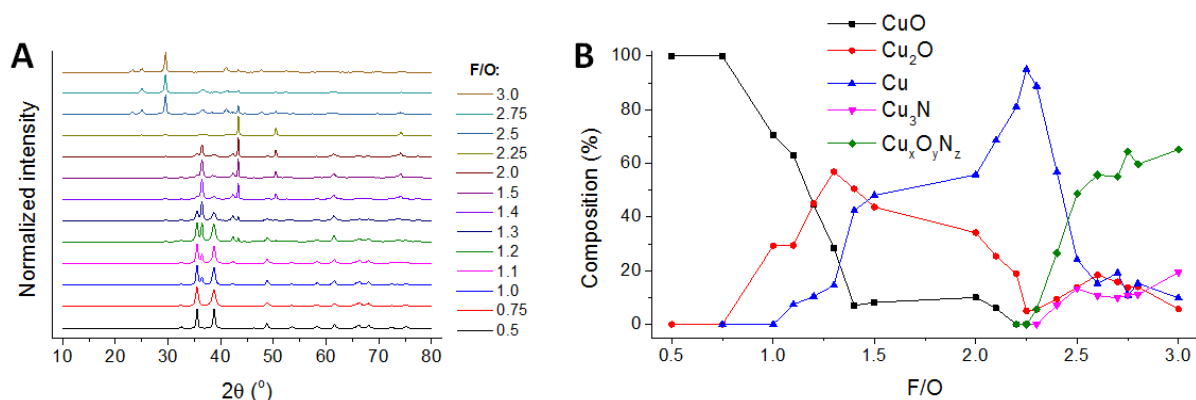 A
Normalized intensity
10 20 30 40 50 60 70 80
2θ (°)
F/O:
3.0
2.75
2.5
2.25
2.0
1.5
1.4
1.3
1.2
1.1
1.0
0.75
0.5
B
CuO
Cu₂O
Cu
Cu₃N
CuₓOᵧN_z
Composition (%)
100
80
60
40
20
0
0.5 1.0 1.5 2.0 2.5 3.0
F/O